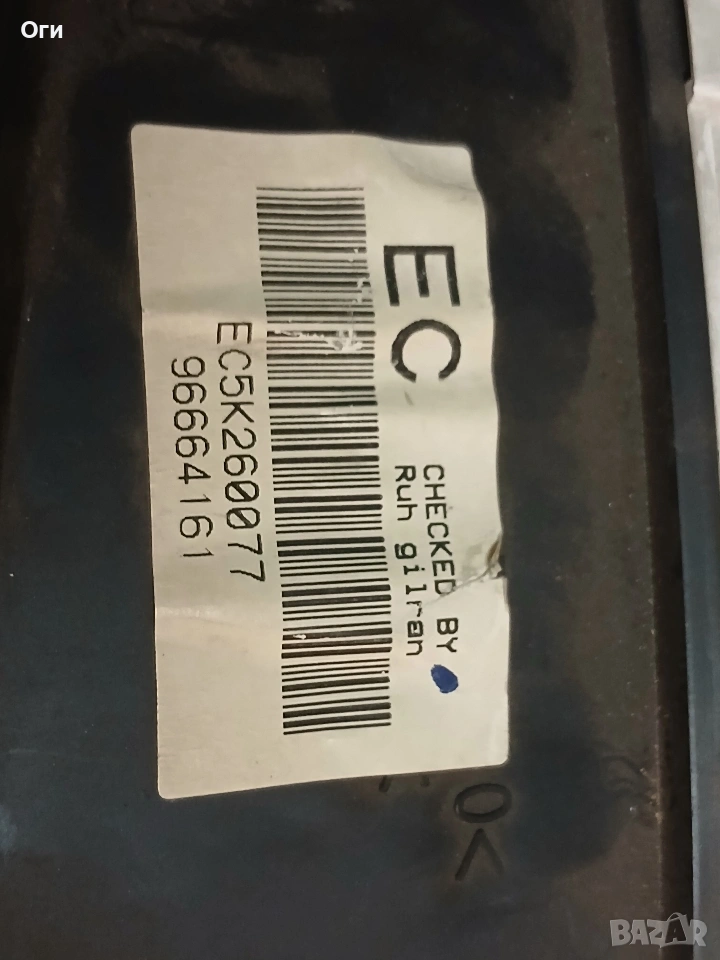 Оги
EC
CHECKED BY
Ruh gilran
EC5K260077
96664161
O<
BAZAR